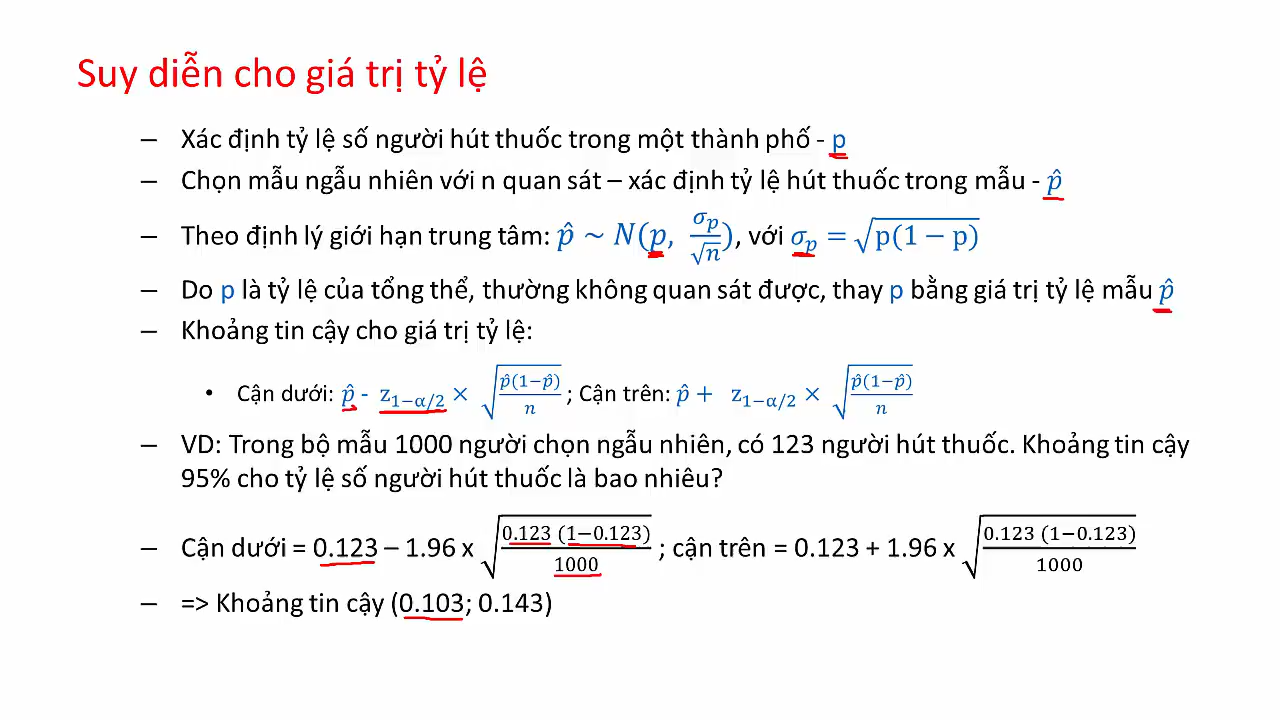 Suy diễn cho giá trị tỷ lệ
– Xác định tỷ lệ số người hút thuốc trong một thành phố - p
– Chọn mẫu ngẫu nhiên với n quan sát – xác định tỷ lệ hút thuốc trong mẫu - p̂
– Theo định lý giới hạn trung tâm: p̂ ~ N(p, σₚ/√n), với σₚ = √(p(1 − p))
– Do p là tỷ lệ của tổng thể, thường không quan sát được, thay p bằng giá trị tỷ lệ mẫu p̂
– Khoảng tin cậy cho giá trị tỷ lệ:
• Cận dưới: p̂ - z₁₋α/₂ × √(p̂(1−p̂)/n) ; Cận trên: p̂ + z₁₋α/₂ × √(p̂(1−p̂)/n)
– VD: Trong bộ mẫu 1000 người chọn ngẫu nhiên, có 123 người hút thuốc. Khoảng tin cậy
95% cho tỷ lệ số người hút thuốc là bao nhiêu?
– Cận dưới = 0.123 – 1.96 x √(0.123 (1−0.123)/1000) ; cận trên = 0.123 + 1.96 x √(0.123 (1−0.123)/1000)
– => Khoảng tin cậy (0.103; 0.143)